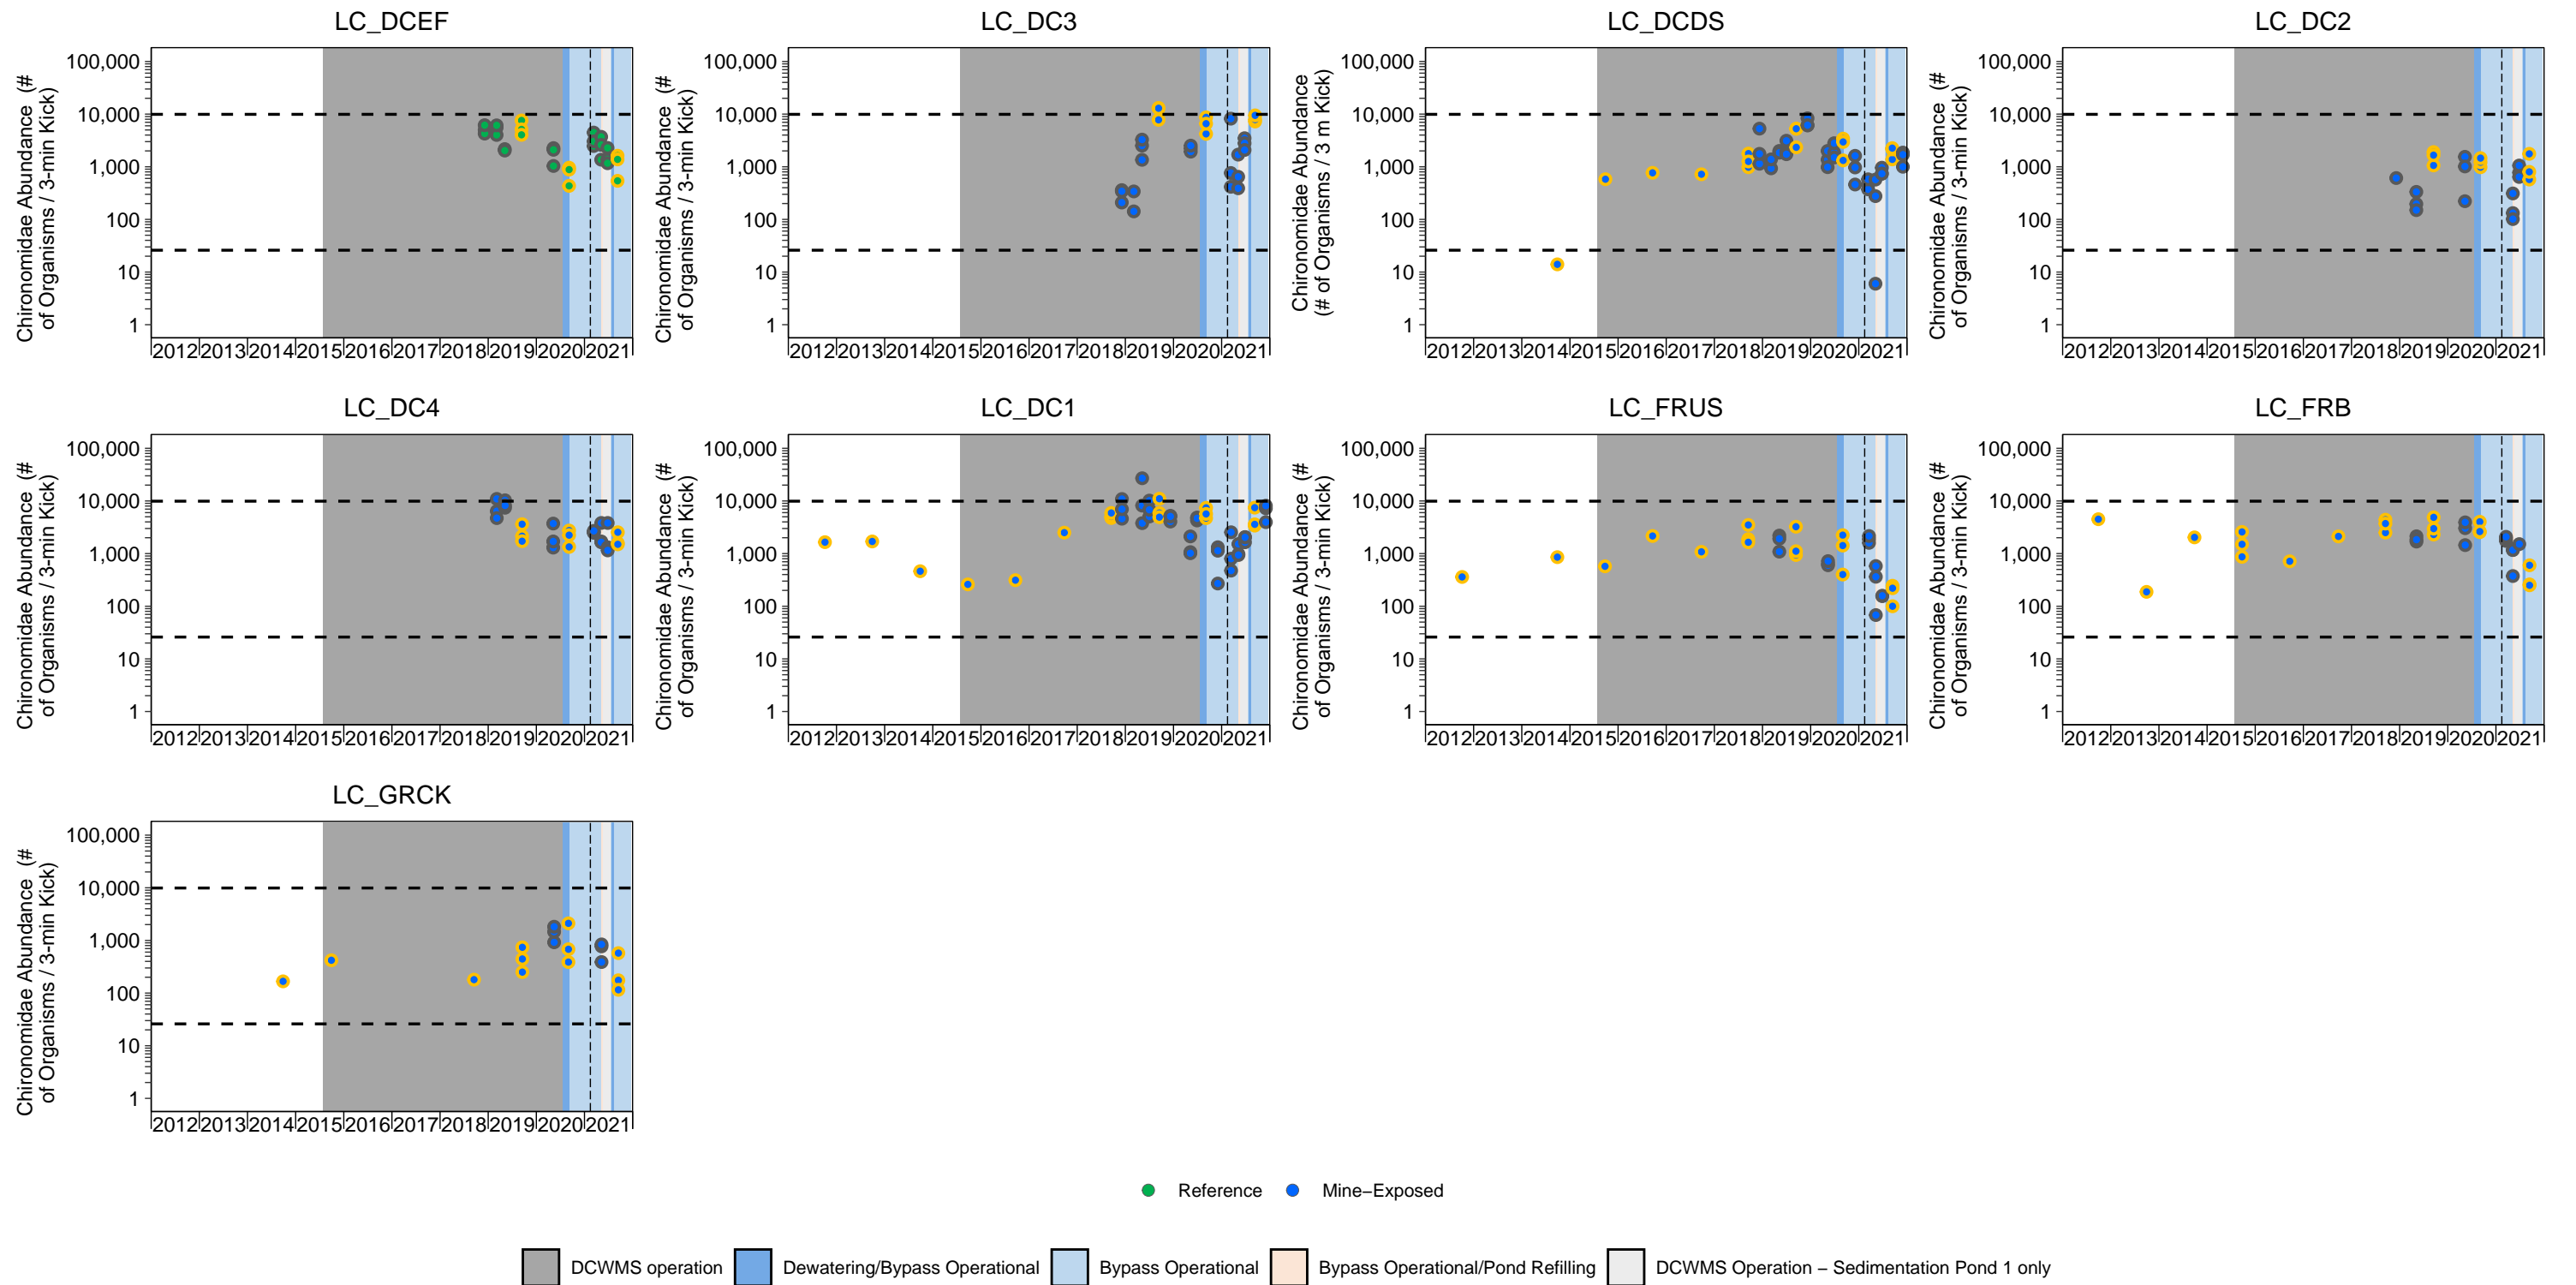 LC_DCEF
LC_DC3
LC_DCDS
LC_DC2
Chironomidae Abundance (#
of Organisms / 3-min Kick)
100,000
10,000
1,000
100
10
1
2012 2013 2014 2015 2016 2017 2018 2019 2020 2021
Chironomidae Abundance (#
of Organisms / 3-min Kick)
100,000
10,000
1,000
100
10
1
2012 2013 2014 2015 2016 2017 2018 2019 2020 2021
Chironomidae Abundance
(# of Organisms / 3 m Kick)
100,000
10,000
1,000
100
10
1
2012 2013 2014 2015 2016 2017 2018 2019 2020 2021
Chironomidae Abundance (#
of Organisms / 3-min Kick)
100,000
10,000
1,000
100
10
1
2012 2013 2014 2015 2016 2017 2018 2019 2020 2021
LC_DC4
LC_DC1
LC_FRUS
LC_FRB
Chironomidae Abundance (#
of Organisms / 3-min Kick)
100,000
10,000
1,000
100
10
1
2012 2013 2014 2015 2016 2017 2018 2019 2020 2021
Chironomidae Abundance (#
of Organisms / 3-min Kick)
100,000
10,000
1,000
100
10
1
2012 2013 2014 2015 2016 2017 2018 2019 2020 2021
Chironomidae Abundance (#
of Organisms / 3-min Kick)
100,000
10,000
1,000
100
10
1
2012 2013 2014 2015 2016 2017 2018 2019 2020 2021
Chironomidae Abundance (#
of Organisms / 3-min Kick)
100,000
10,000
1,000
100
10
1
2012 2013 2014 2015 2016 2017 2018 2019 2020 2021
LC_GRCK
Chironomidae Abundance (#
of Organisms / 3-min Kick)
100,000
10,000
1,000
100
10
1
2012 2013 2014 2015 2016 2017 2018 2019 2020 2021
Reference Mine−Exposed
DCWMS operation Dewatering/Bypass Operational Bypass Operational Bypass Operational/Pond Refilling DCWMS Operation − Sedimentation Pond 1 only